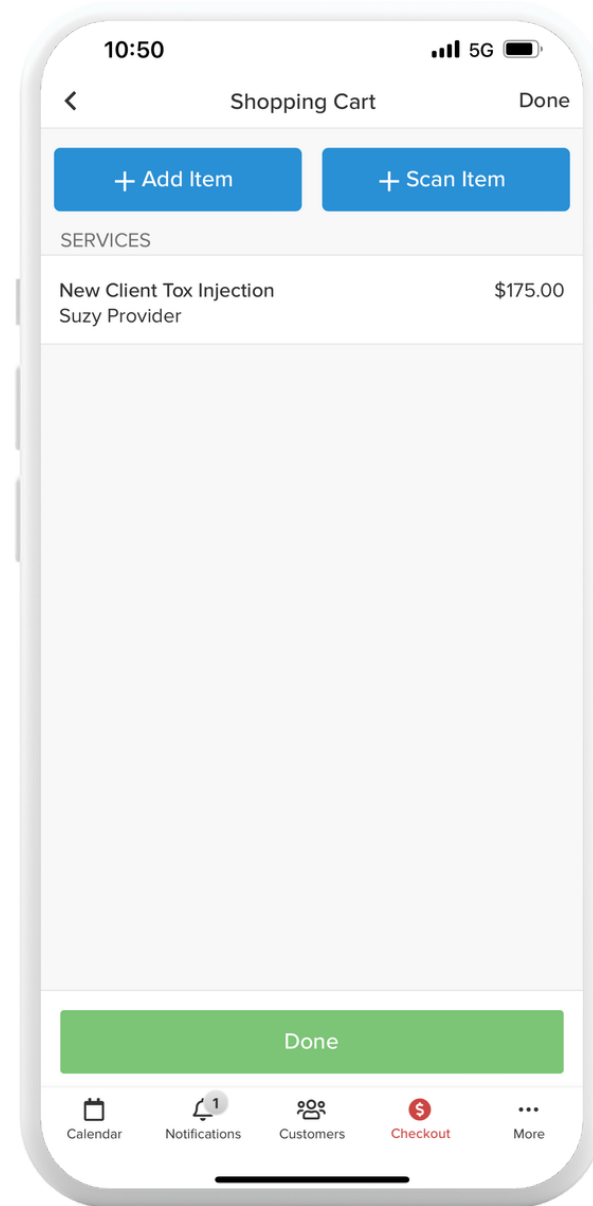 10:50 5G
Shopping Cart Done
+ Add Item + Scan Item
SERVICES
New Client Tox Injection $175.00
Suzy Provider
Done
1
Calendar Notifications Customers Checkout More